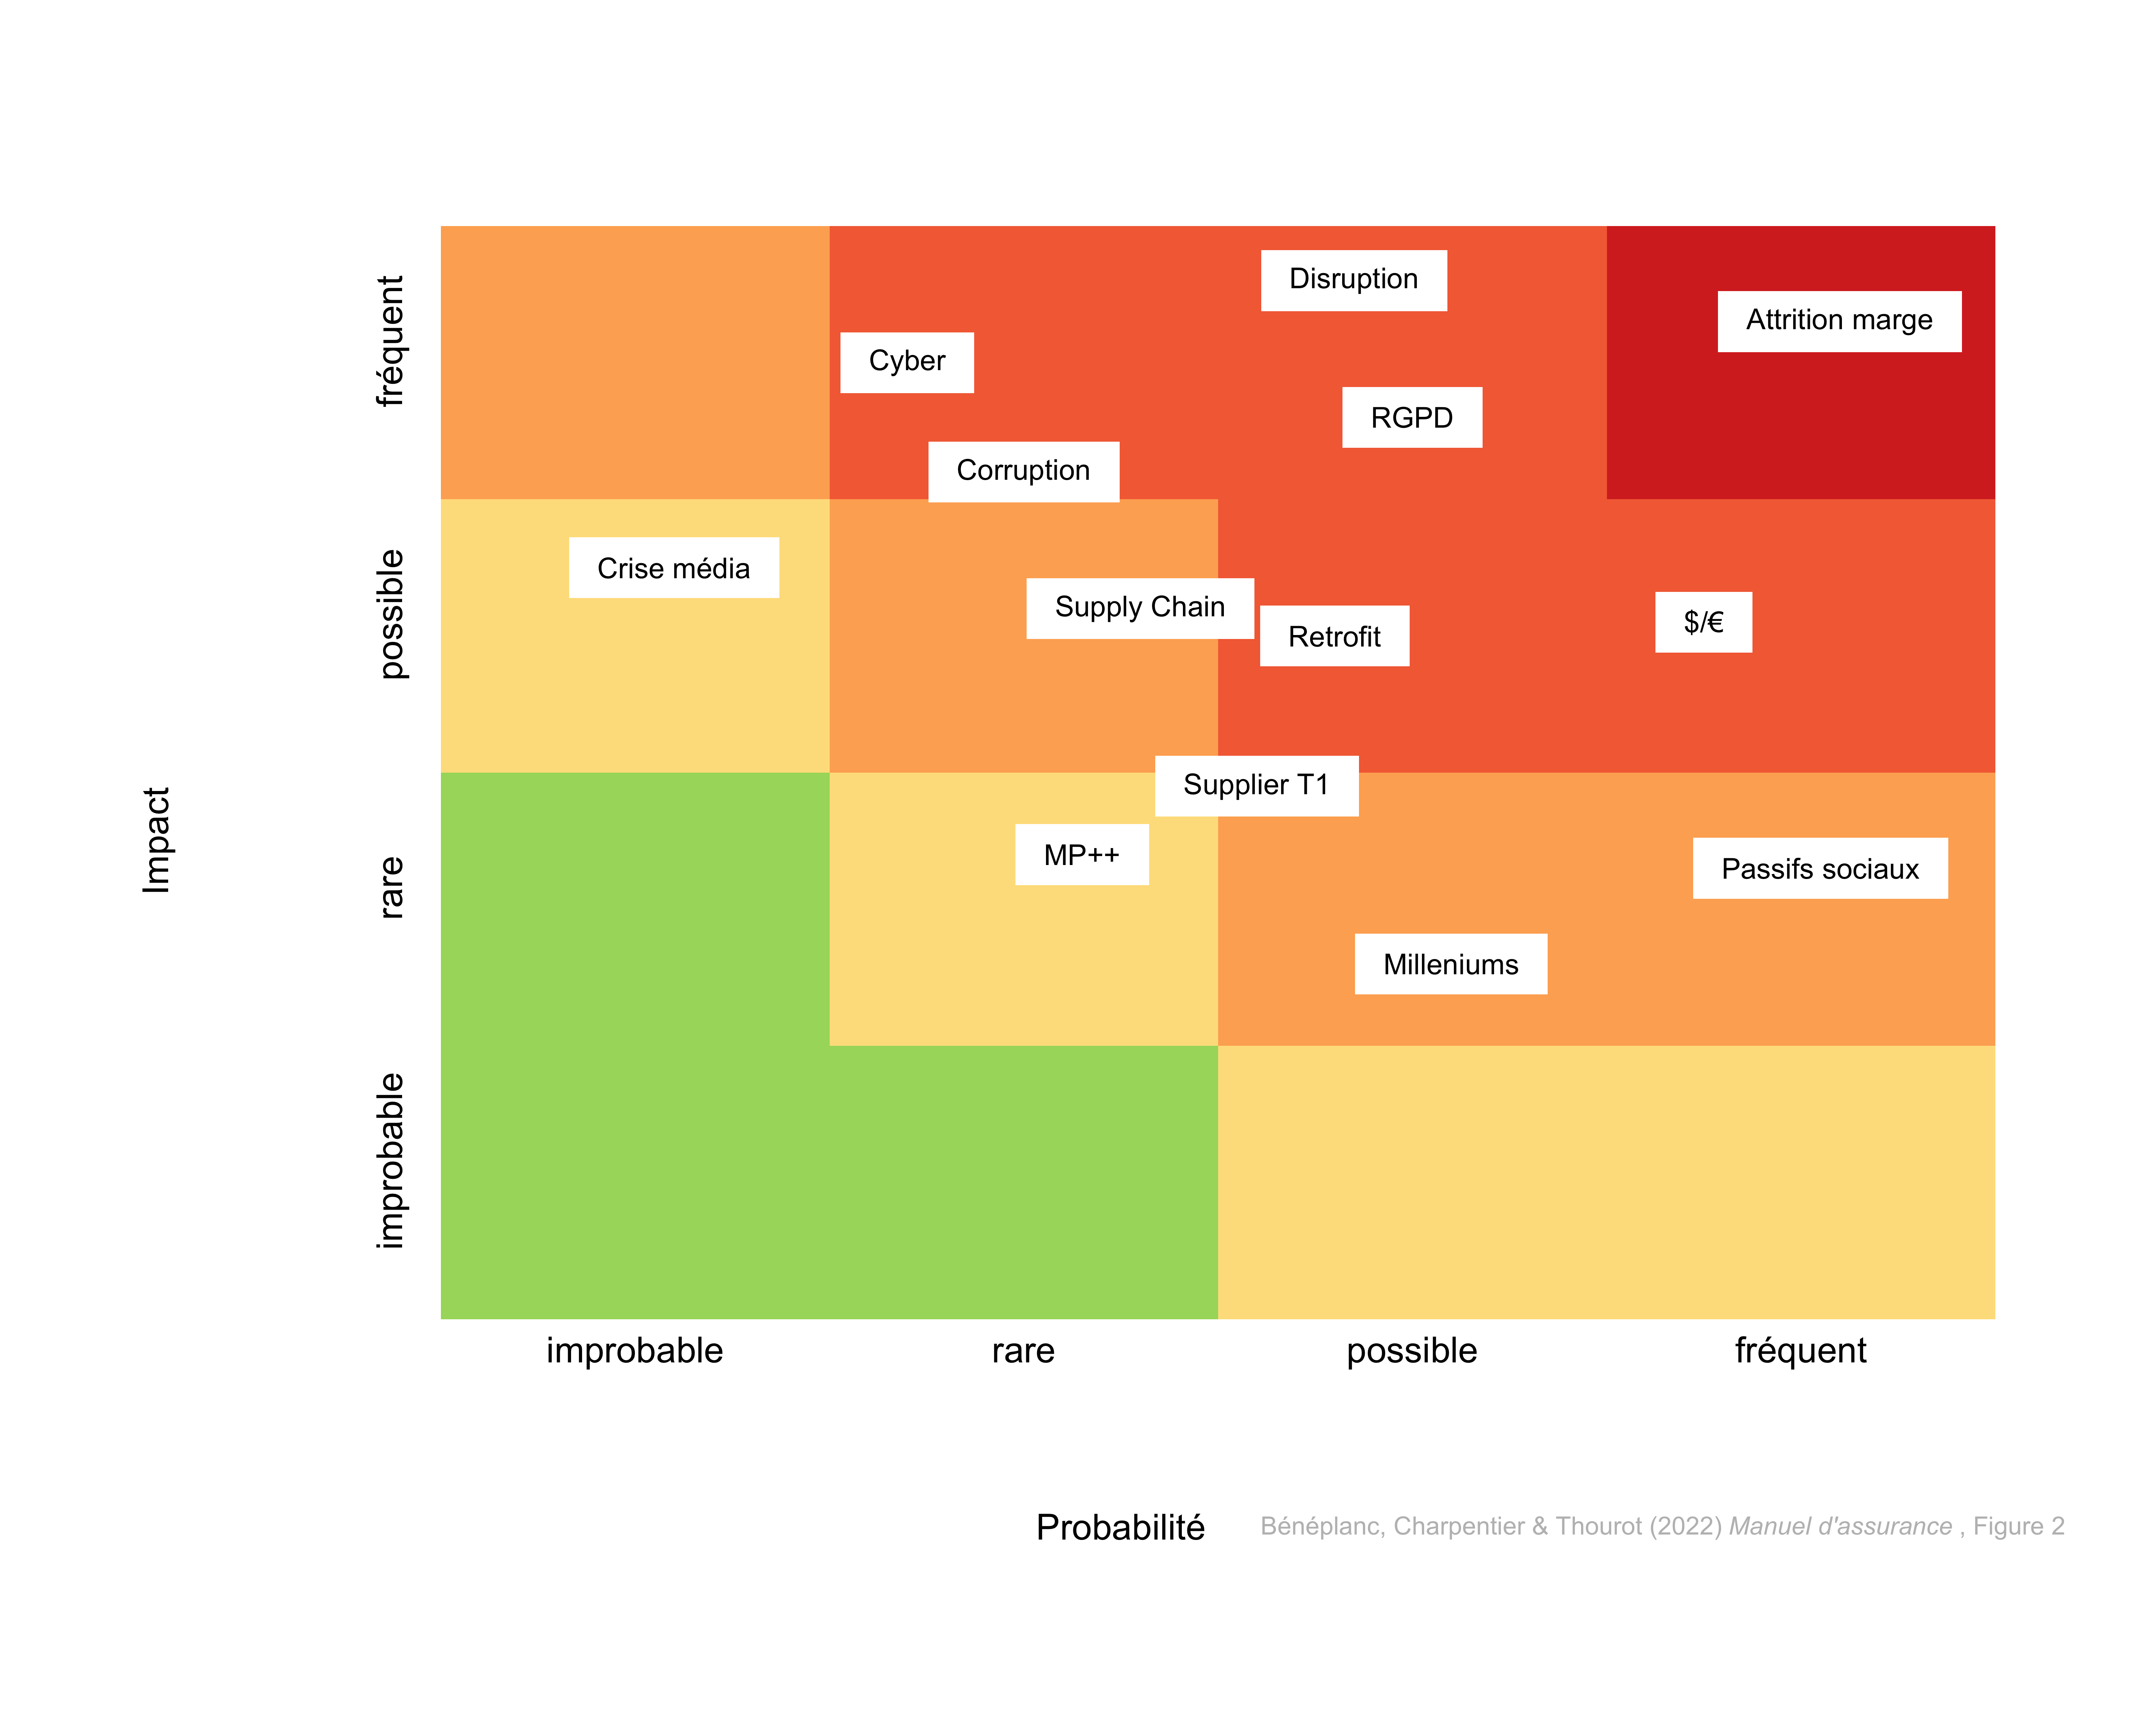 Disruption
Attrition marge
Cyber
RGPD
Corruption
Crise média
Supply Chain
Retrofit
$/€
Supplier T1
MP++
Passifs sociaux
Milleniums
fréquent
possible
rare
improbable
Impact
improbable rare possible fréquent
Probabilité
Bénéplanc, Charpentier & Thourot (2022) Manuel d'assurance , Figure 2